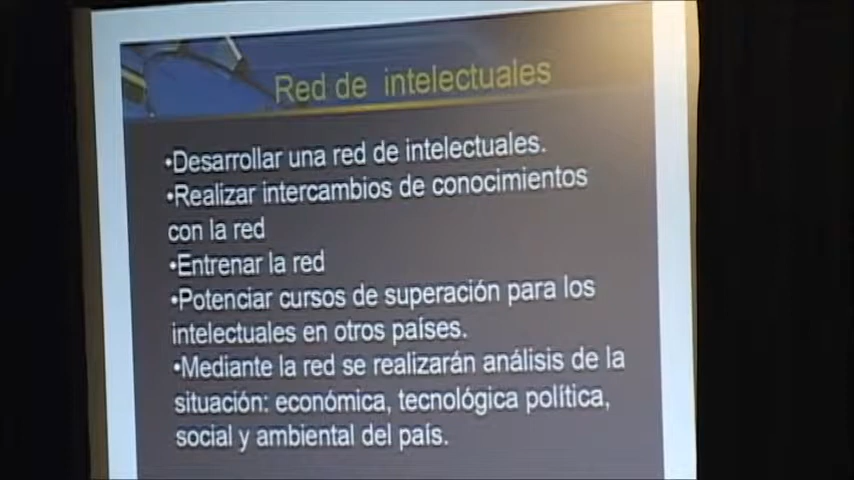 Red de intelectuales
•Desarrollar una red de intelectuales.
•Realizar intercambios de conocimientos
con la red
•Entrenar la red
•Potenciar cursos de superación para los
intelectuales en otros países.
•Mediante la red se realizarán análisis de la
situación: económica, tecnológica política,
social y ambiental del país.